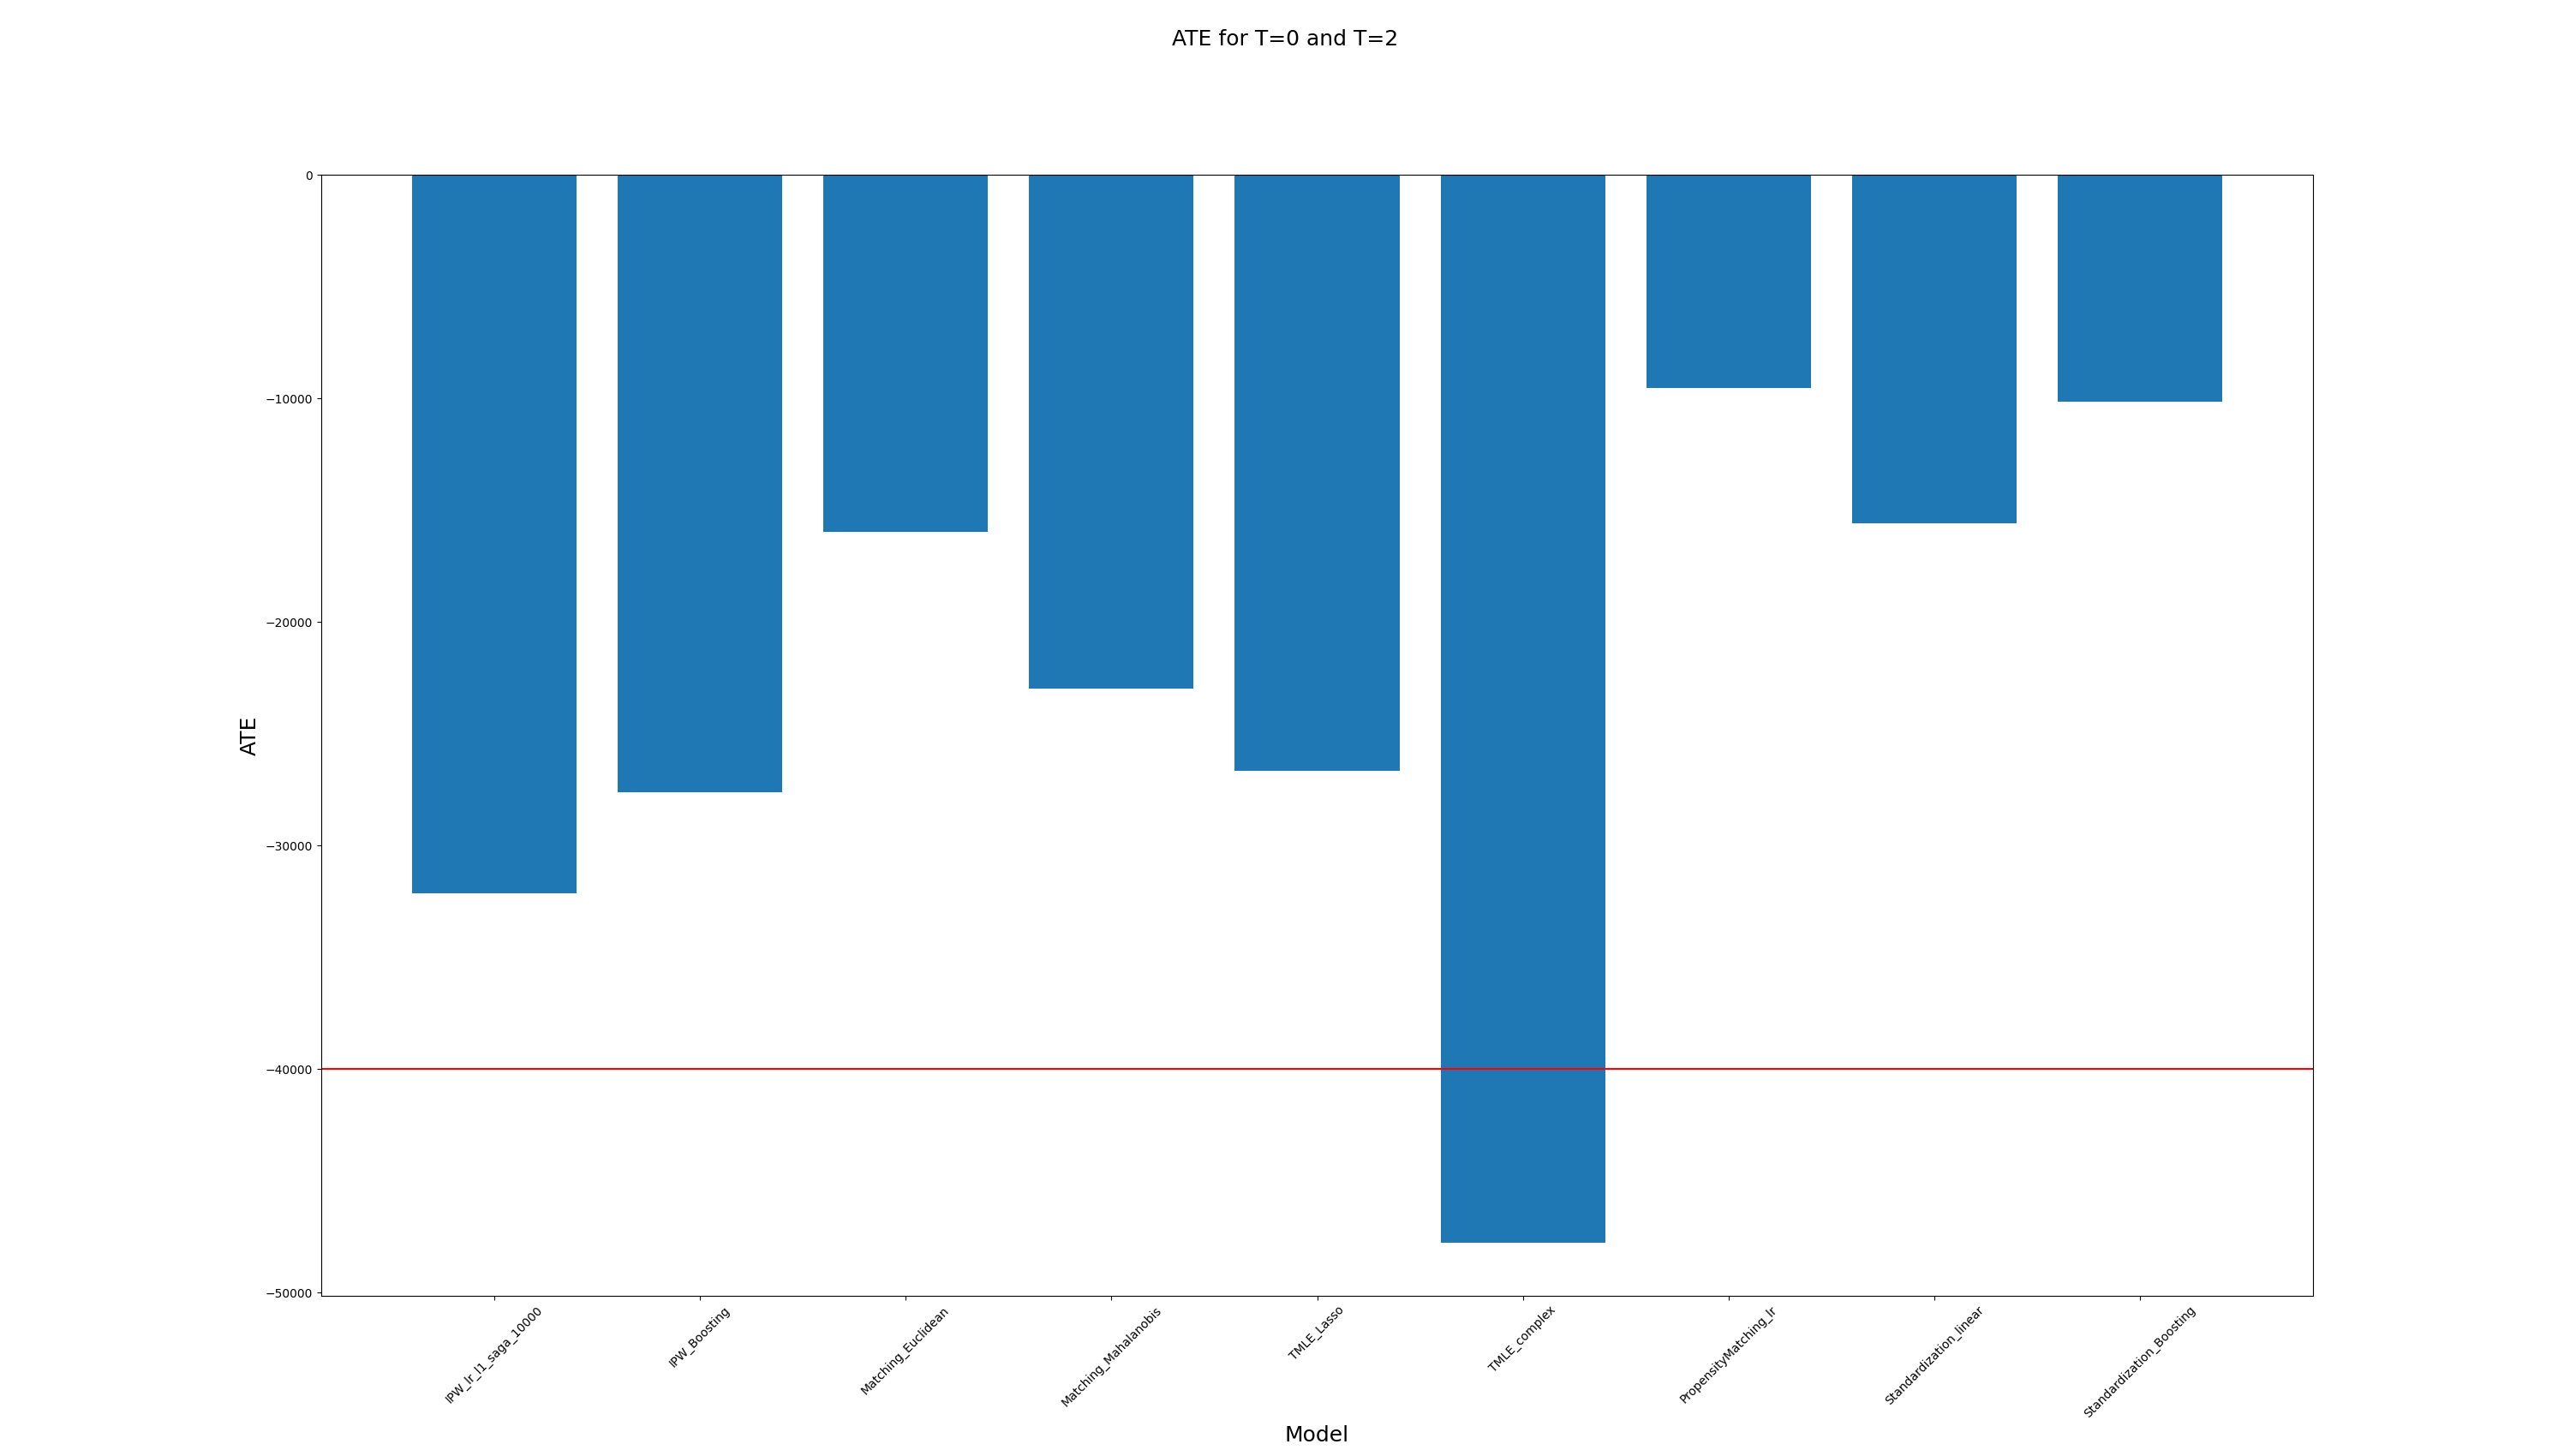 ATE for T=0 and T=2
0
−10000
−20000
−30000
−40000
−50000
ATE
IPW_lr_l1_saga_10000
IPW_Boosting
Matching_Euclidean
Matching_Mahalanobis
TMLE_Lasso
TMLE_complex
PropensityMatching_lr
Standardization_linear
Standardization_Boosting
Model